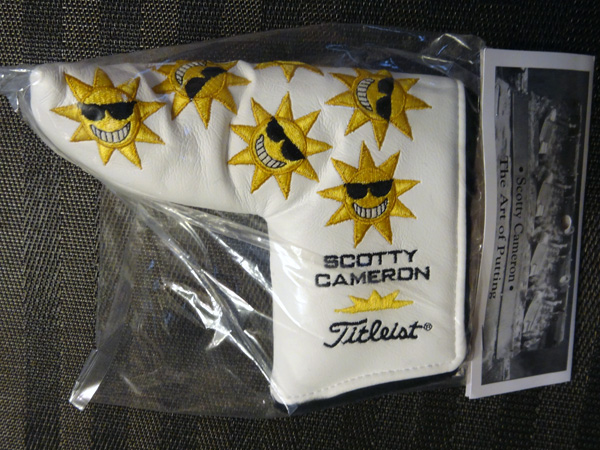 SCOTTY
CAMERON
Titleist®
• Scotty Cameron •
The Art of Putting